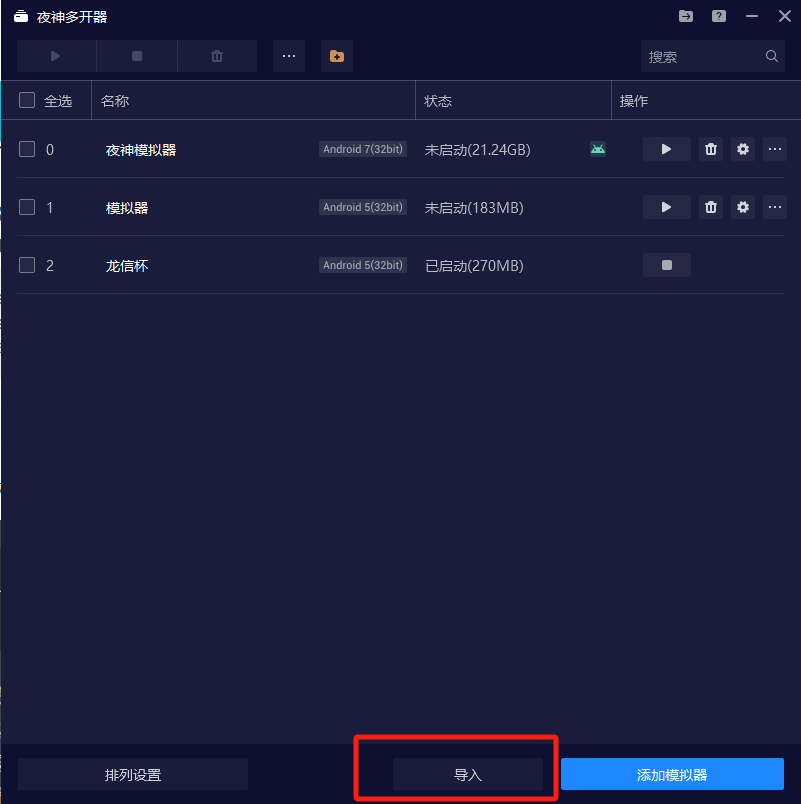 夜神多开器
搜索
全选 名称 状态 操作
0 夜神模拟器 Android 7(32bit) 未启动(21.24GB)
1 模拟器 Android 5(32bit) 未启动(183MB)
2 龙信杯 Android 5(32bit) 已启动(270MB)
排列设置 导入 添加模拟器